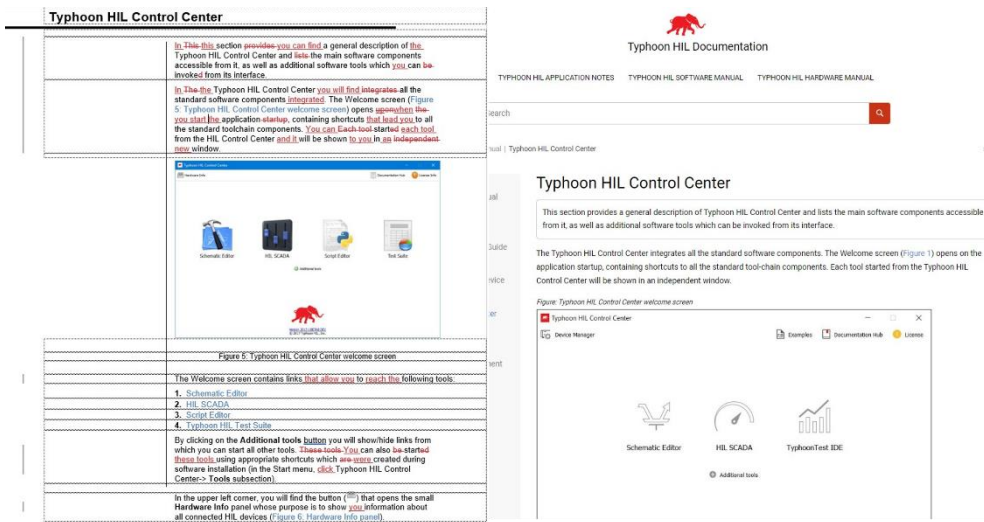 Typhoon HIL Control Center
In This this section provides you can find a general description of the
Typhoon HIL Control Center and lists the main software components
accessible from it, as well as additional software tools which you can be
invoked from its interface.
In The the Typhoon HIL Control Center you will find integrates all the
standard software components integrated. The Welcome screen (Figure
5: Typhoon HIL Control Center welcome screen) opens uponwhen the
you start the application startup, containing shortcuts that lead you to all
the standard toolchain components. You can Each tool started each tool
from the HIL Control Center and it will be shown to you in an independent
new window.
Typhoon HIL Control Center
Hardware Info
Documentation Hub
License Info
Schematic Editor
HIL SCADA
Script Editor
Test Suite
Additional tools
Figure 5: Typhoon HIL Control Center welcome screen
The Welcome screen contains links that allow you to reach the following tools:
1. Schematic Editor
2. HIL SCADA
3. Script Editor
4. Typhoon HIL Test Suite
By clicking on the Additional tools button you will show/hide links from
which you can start all other tools. These tools You can also be started
these tools using appropriate shortcuts which are were created during
software installation (in the Start menu, click Typhoon HIL Control
Center-> Tools subsection).
In the upper left corner, you will find the button ( ) that opens the small
Hardware Info panel whose purpose is to show you information about
all connected HIL devices (Figure 6: Hardware Info panel).
Typhoon HIL Documentation
TYPHOON HIL APPLICATION NOTES
TYPHOON HIL SOFTWARE MANUAL
TYPHOON HIL HARDWARE MANUAL
earch
nual | Typhoon HIL Control Center
ual
Guide
evice
er
ment
Typhoon HIL Control Center
This section provides a general description of Typhoon HIL Control Center and lists the main software components accessible
from it, as well as additional software tools which can be invoked from its interface.
The Typhoon HIL Control Center integrates all the standard software components. The Welcome screen (Figure 1) opens on the
application startup, containing shortcuts to all the standard tool-chain components. Each tool started from the Typhoon HIL
Control Center will be shown in an independent window.
Figure: Typhoon HIL Control Center welcome screen
Typhoon HIL Control Center
Device Manager
Examples
Documentation Hub
License
Schematic Editor
HIL SCADA
TyphoonTest IDE
Additional tools